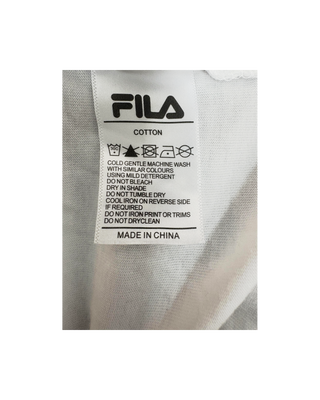 FILA
COTTON
COLD GENTLE MACHINE WASH
WITH SIMILAR COLOURS
USING MILD DETERGENT
DO NOT BLEACH
DRY IN SHADE
DO NOT TUMBLE DRY
COOL IRON ON REVERSE SIDE
IF REQUIRED
DO NOT IRON PRINT OR TRIMS
DO NOT DRYCLEAN
MADE IN CHINA